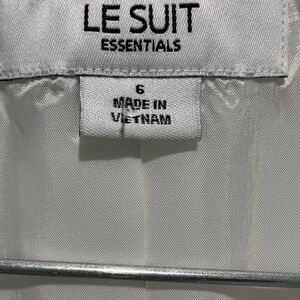 LE SUIT
ESSENTIALS
6
MADE IN
VIETNAM